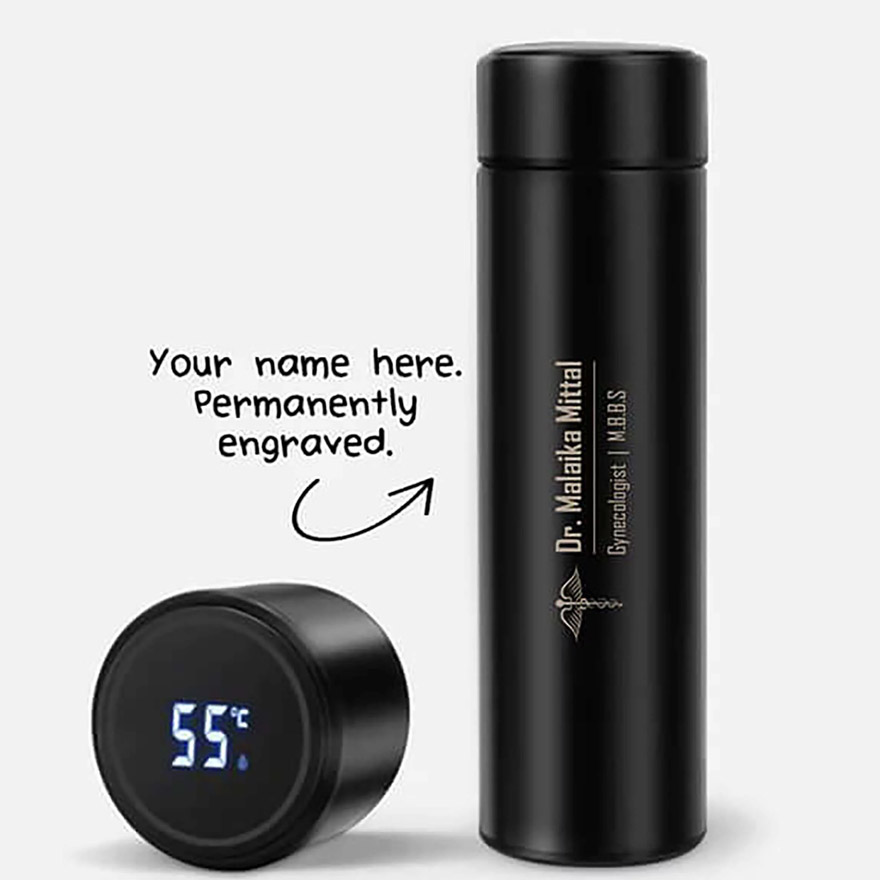 Your name here.
Permanently
engraved.
Dr. Malaika Mittal
Gynecologist | M.B.B.S
55°C